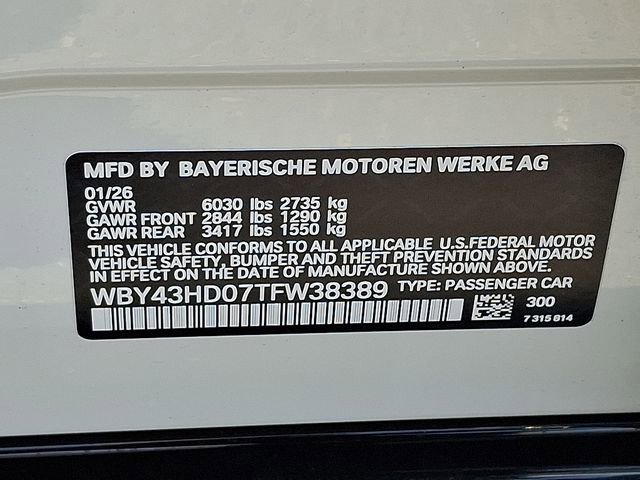 MFD BY BAYERISCHE MOTOREN WERKE AG
01/26
GVWR 6030 lbs 2735 kg
GAWR FRONT 2844 lbs 1290 kg
GAWR REAR 3417 lbs 1550 kg
THIS VEHICLE CONFORMS TO ALL APPLICABLE U.S.FEDERAL MOTOR
VEHICLE SAFETY, BUMPER AND THEFT PREVENTION STANDARDS
IN EFFECT ON THE DATE OF MANUFACTURE SHOWN ABOVE.
WBY43HD07TFW38389 TYPE: PASSENGER CAR
300
7 315 814